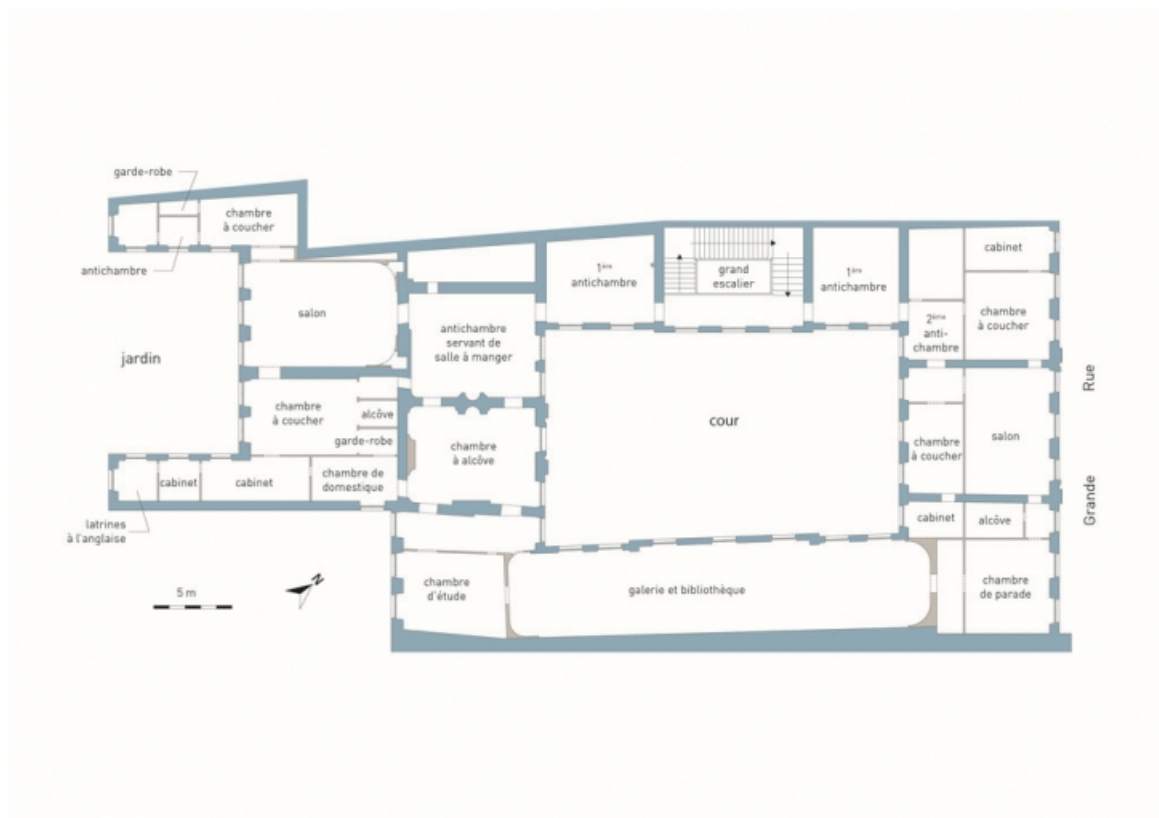 garde-robe
chambre
à coucher
antichambre
salon
jardin
chambre
à coucher
alcôve
garde-robe
cabinet
cabinet
chambre de
domestique
latrines
à l'anglaise
5 m
N
antichambre
servant de
salle à manger
chambre
à alcôve
chambre
d'étude
1ère
antichambre
grand
escalier
1ère
antichambre
cour
galerie et bibliothèque
cabinet
chambre
à coucher
2ème
anti-
chambre
chambre
à coucher
salon
cabinet
alcôve
chambre
de parade
Rue
Grande